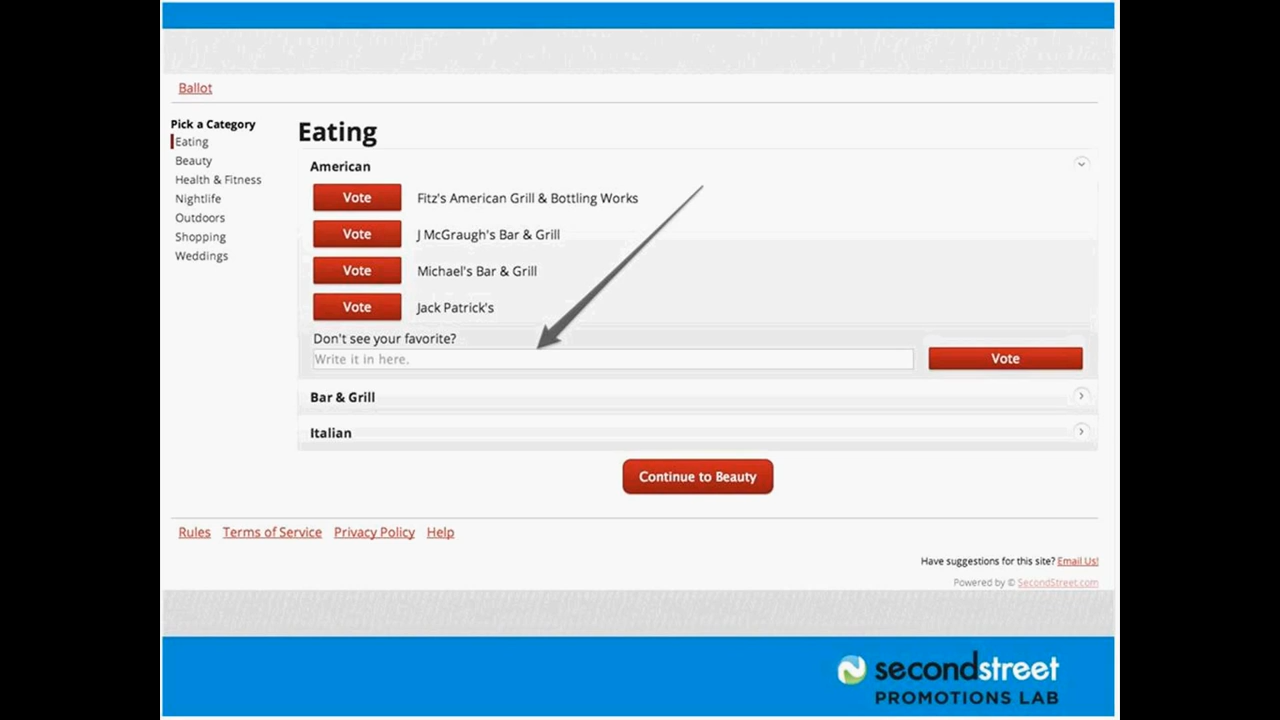 Ballot
Pick a Category
Eating
Beauty
Health & Fitness
Nightlife
Outdoors
Shopping
Weddings
Eating
American
Vote Fitz's American Grill & Bottling Works
Vote J McGraugh's Bar & Grill
Vote Michael's Bar & Grill
Vote Jack Patrick's
Don't see your favorite?
Write it in here. Vote
Bar & Grill
Italian
Continue to Beauty
Rules Terms of Service Privacy Policy Help
Have suggestions for this site? Email Us!
Powered by © SecondStreet.com
secondstreet
PROMOTIONS LAB